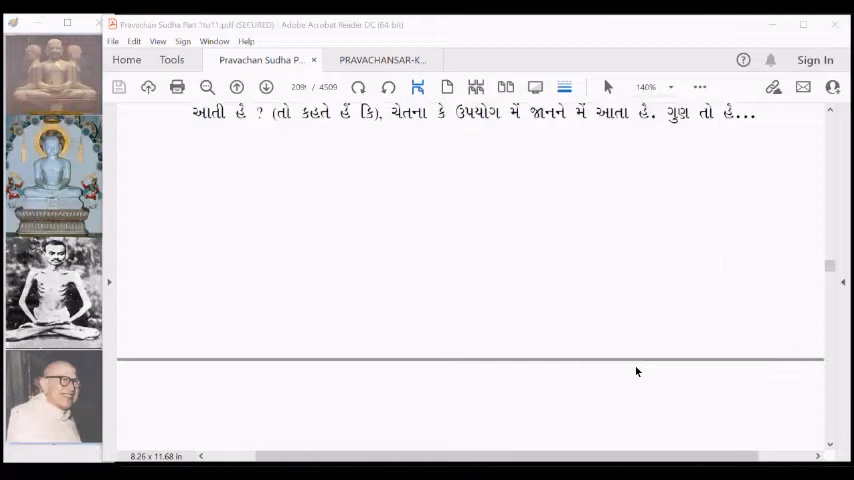 Pravachan Sudha Part 1to11.pdf (SECURED) - Adobe Acrobat Reader DC (64-bit)
File Edit View Sign Window Help
Home Tools Pravachan Sudha P... × PRAVACHANSAR-K... Sign In
209 / 4509 140%
આતી હૈ ? (તો કહતે હૈં કિ), ચેતના કે ઉપયોગ મેં જાનને મેં આતા હૈ. ગુણ તો હૈ...
8.26 x 11.68 in